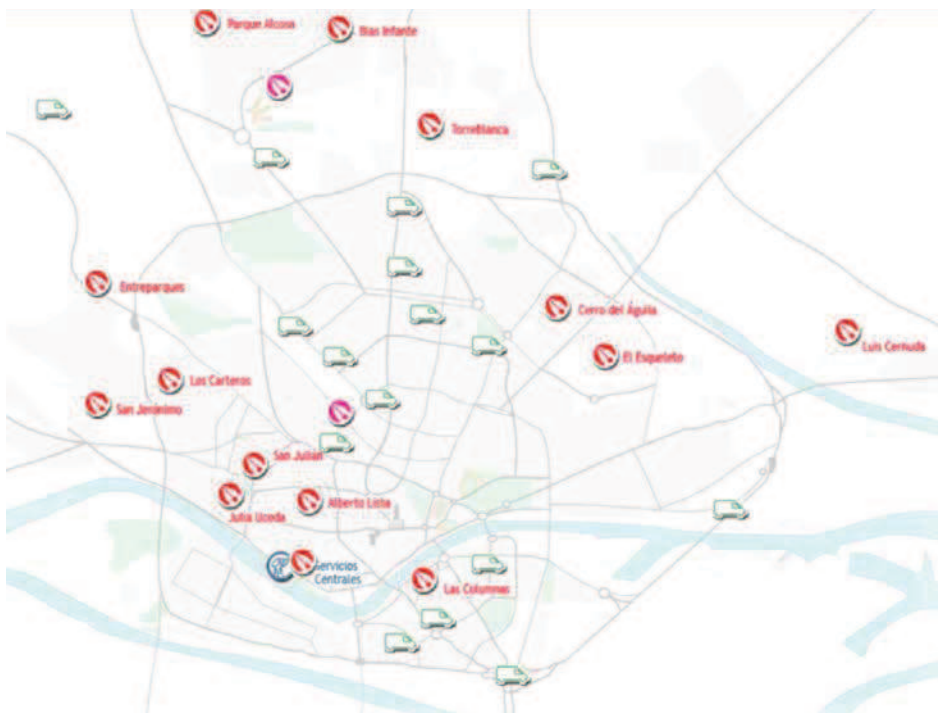 Parque Alcosa
Blas Infante
Torreblanca
Entreparques
Cerro del Águila
Luis Cernuda
El Esqueleto
Los Carteros
San Jerónimo
San Julián
Julia Uceda
Alberto Lista
Servicios
Centrales
Las Columnas